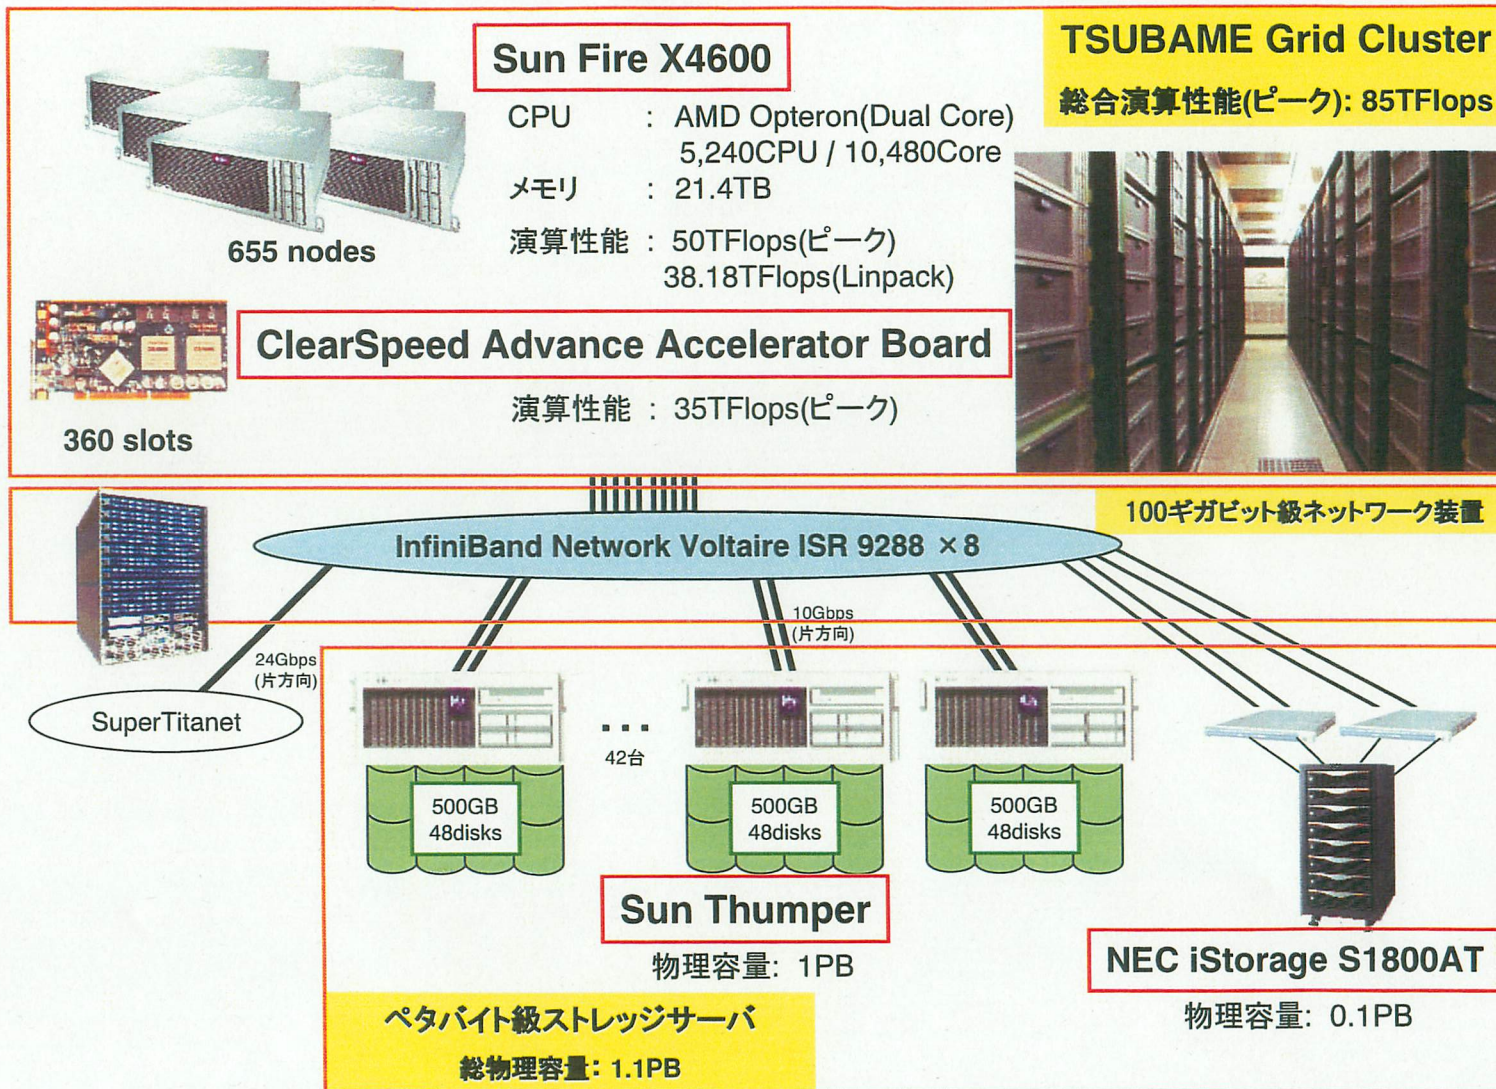 Sun Fire X4600
TSUBAME Grid Cluster
総合演算性能(ピーク): 85TFlops
CPU : AMD Opteron(Dual Core)
5,240CPU / 10,480Core
メモリ : 21.4TB
演算性能 : 50TFlops(ピーク)
38.18TFlops(Linpack)
655 nodes
ClearSpeed Advance Accelerator Board
演算性能 : 35TFlops(ピーク)
360 slots
100ギガビット級ネットワーク装置
InfiniBand Network Voltaire ISR 9288 ×8
10Gbps
(片方向)
24Gbps
(片方向)
SuperTitanet
...
42台
500GB
48disks
500GB
48disks
500GB
48disks
Sun Thumper
物理容量: 1PB
NEC iStorage S1800AT
物理容量: 0.1PB
ペタバイト級ストレッジサーバ
総物理容量: 1.1PB